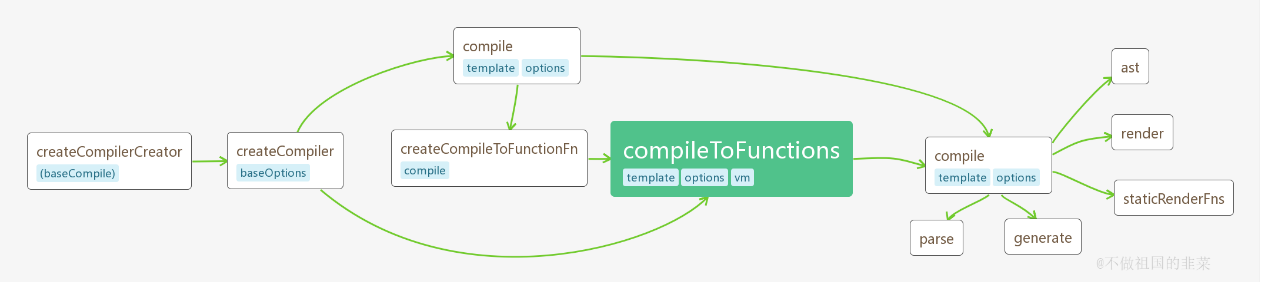 compile
template options
ast
createCompilerCreator
(baseCompile)
createCompiler
baseOptions
createCompileToFunctionFn
compile
compileToFunctions
template options vm
compile
template options
render
staticRenderFns
parse
generate
@不做祖国的韭菜